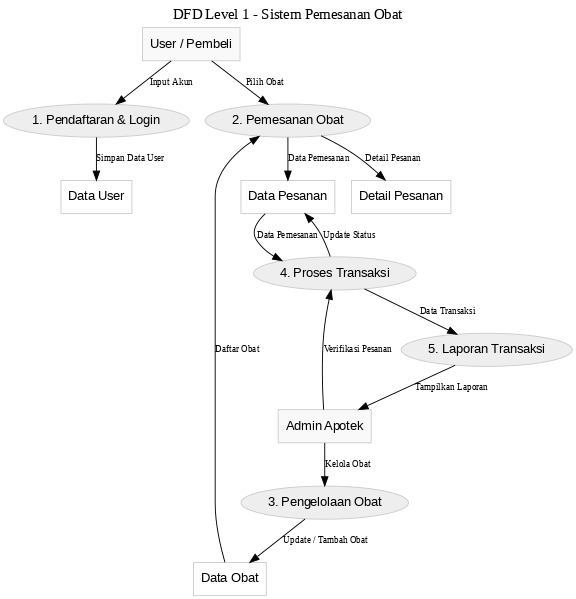 DFD Level 1 - Sistem Pemesanan Obat
User / Pembeli
Input Akun
Pilih Obat
1. Pendaftaran & Login
2. Pemesanan Obat
Simpan Data User
Data Pemesanan
Detail Pesanan
Data User
Data Pesanan
Detail Pesanan
Data Pemesanan
Update Status
4. Proses Transaksi
Data Transaksi
Daftar Obat
Verifikasi Pesanan
5. Laporan Transaksi
Tampilkan Laporan
Admin Apotek
Kelola Obat
3. Pengelolaan Obat
Update / Tambah Obat
Data Obat